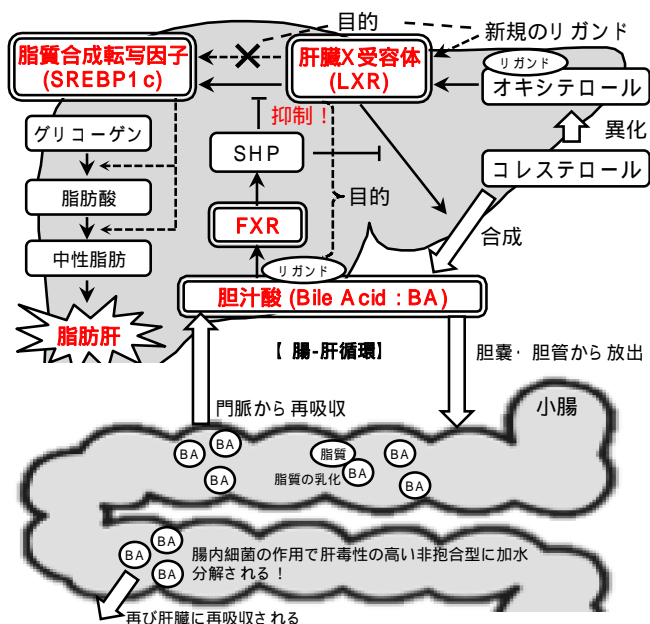 目的
新規のリガンド
脂質合成転写因子
(SREBP1c)
肝臓X受容体
(LXR)
リガンド
オキシテロール
抑制！
異化
グリコーゲン
SHP
コレステロール
脂肪酸
目的
FXR
合成
中性脂肪
リガンド
胆汁酸 (Bile Acid : BA)
脂肪肝
【 腸-肝循環】
胆嚢・胆管から放出
門脈から再吸収
小腸
BA
BA
脂質
BA
BA
脂質の乳化
BA
BA
BA
BA
腸内細菌の作用で肝毒性の高い非抱合型に加水
分解される！
BA
再び肝臓に再吸収される